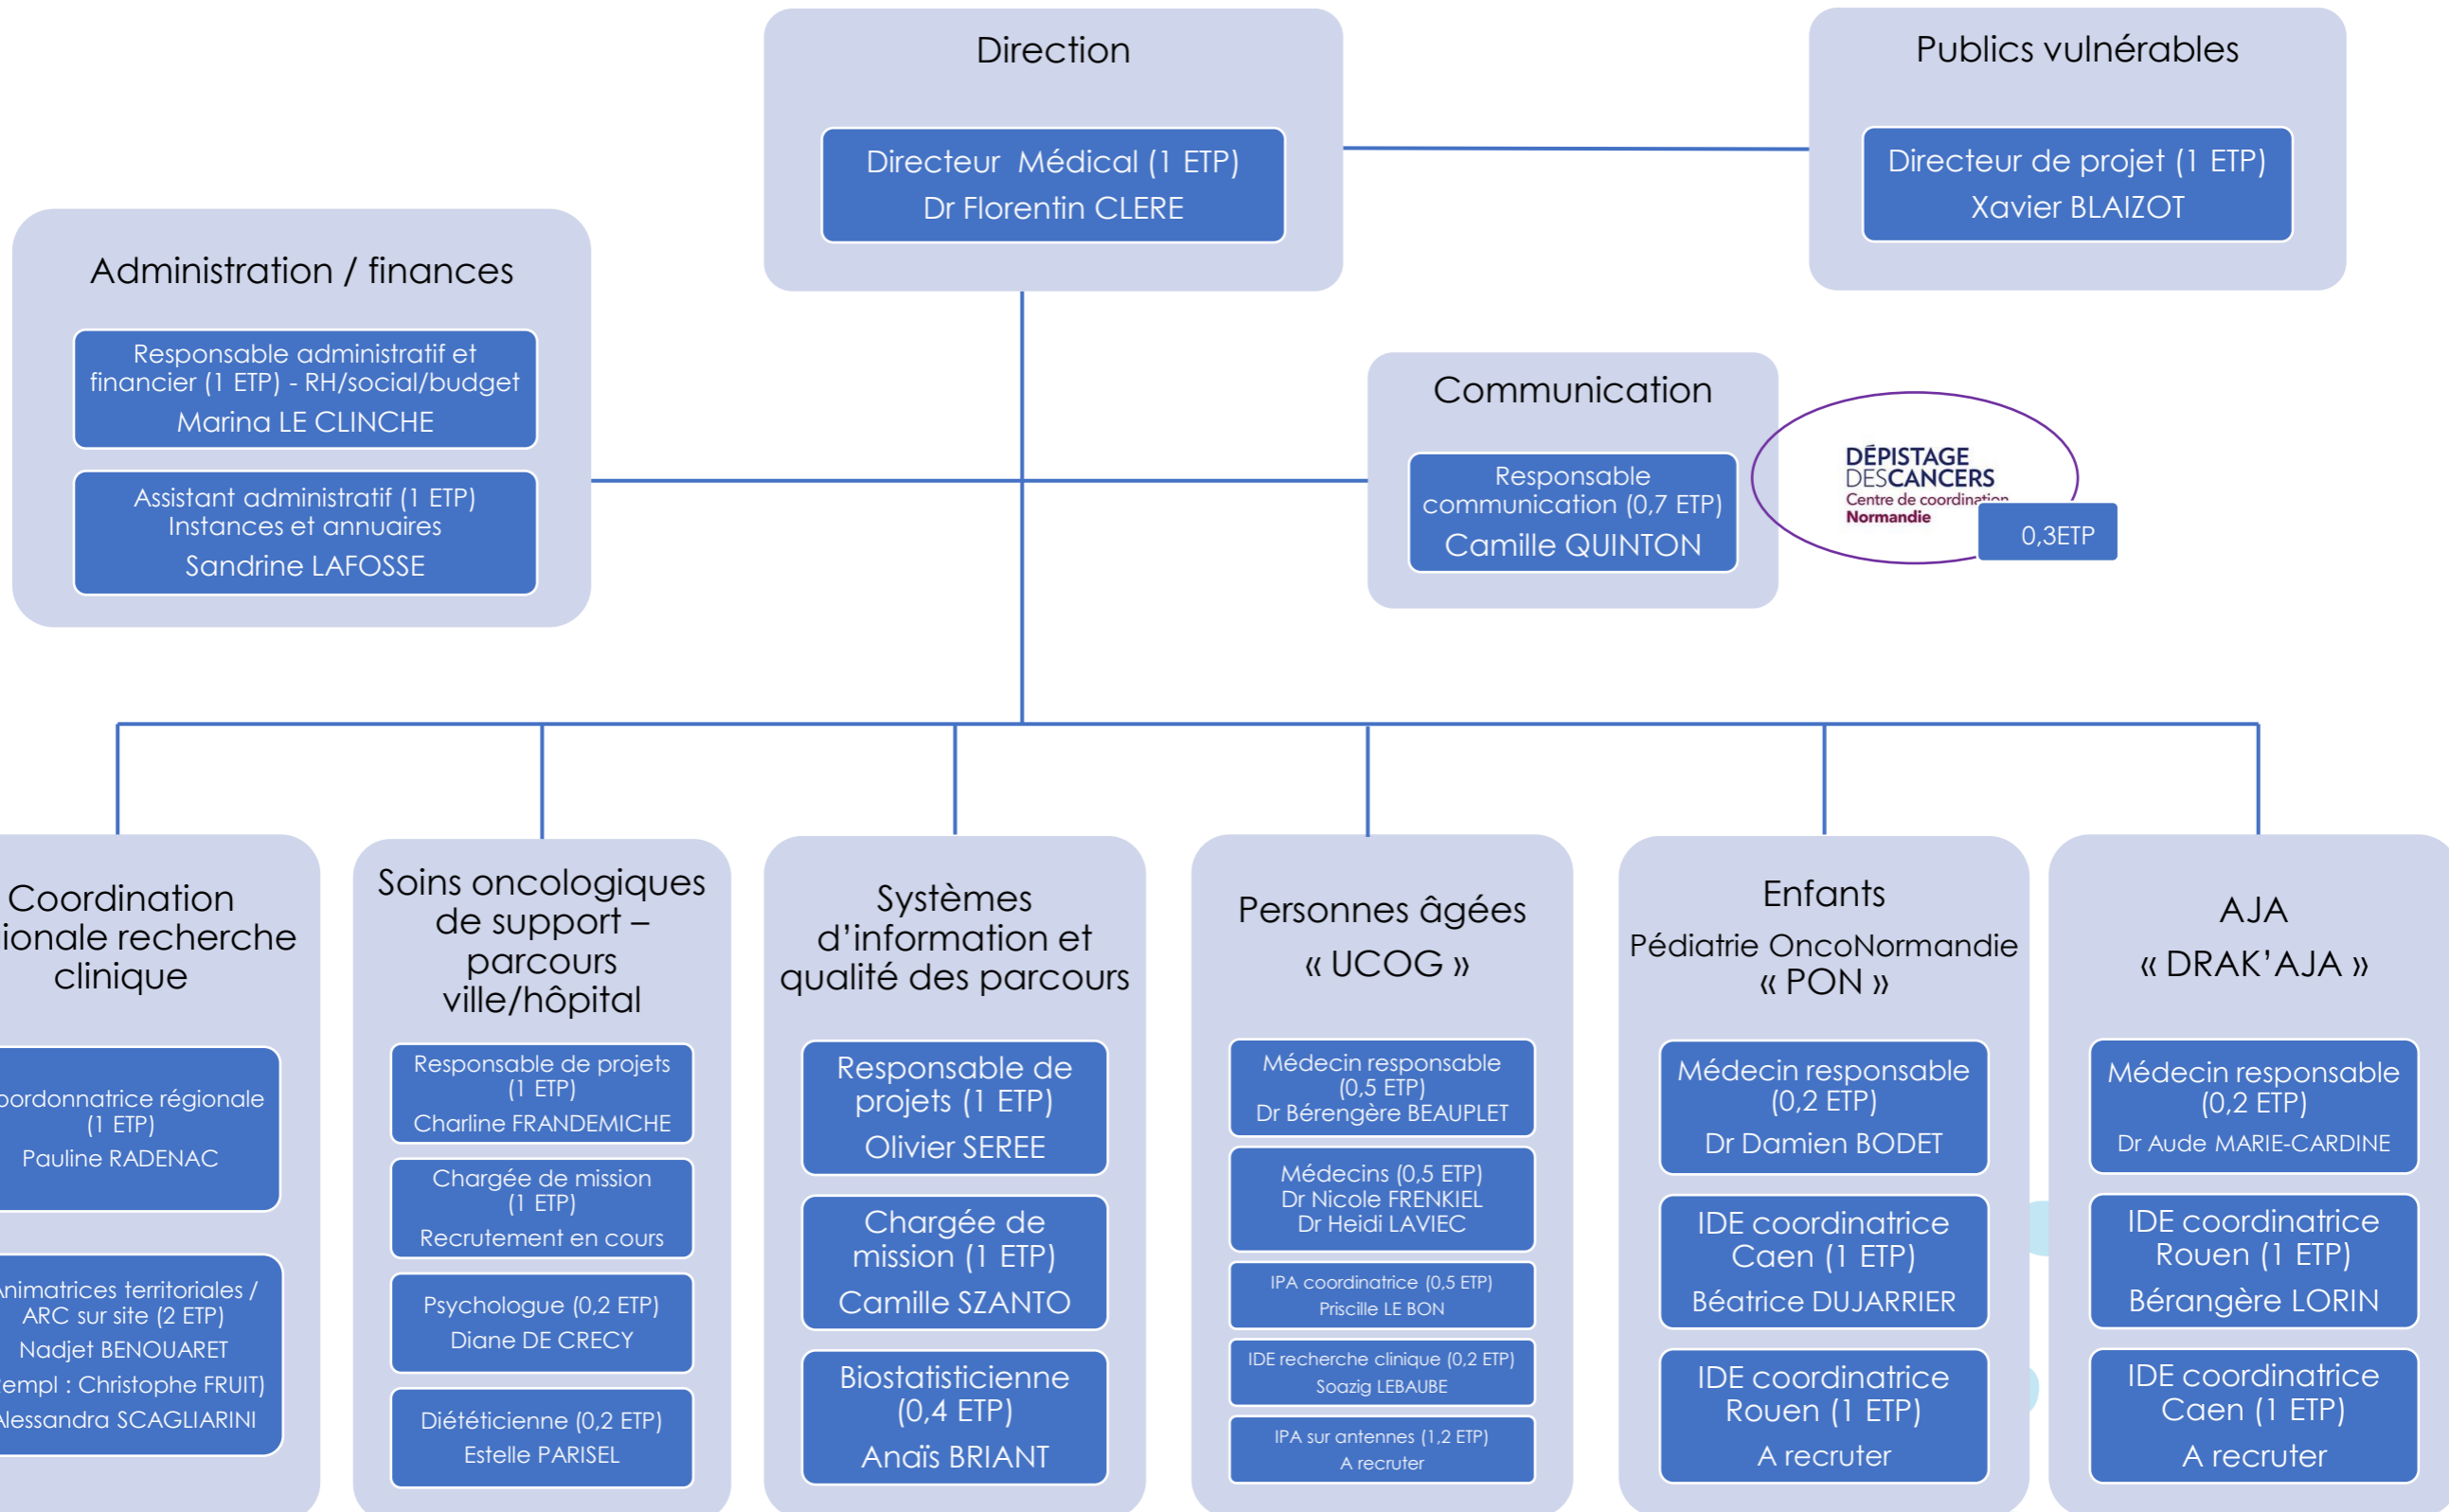 Direction
Directeur Médical (1 ETP)
Dr Florentin CLERE
Publics vulnérables
Directeur de projet (1 ETP)
Xavier BLAIZOT
Administration / finances
Responsable administratif et
financier (1 ETP) - RH/social/budget
Marina LE CLINCHE
Assistant administratif (1 ETP)
Instances et annuaires
Sandrine LAFOSSE
Communication
Responsable
communication (0,7 ETP)
Camille QUINTON
DÉPISTAGE
DESCANCERS
Centre de coordination
Normandie
0,3ETP
Coordination
ionale recherche
clinique
oordonnatrice régionale
(1 ETP)
Pauline RADENAC
Animatrices territoriales /
ARC sur site (2 ETP)
Nadjet BENOUARET
empl : Christophe FRUIT)
Alessandra SCAGLIARINI
Soins oncologiques
de support –
parcours
ville/hôpital
Responsable de projets
(1 ETP)
Charline FRANDEMICHE
Chargée de mission
(1 ETP)
Recrutement en cours
Psychologue (0,2 ETP)
Diane DE CRECY
Diététicienne (0,2 ETP)
Estelle PARISEL
Systèmes
d’information et
qualité des parcours
Responsable de
projets (1 ETP)
Olivier SEREE
Chargée de
mission (1 ETP)
Camille SZANTO
Biostatisticienne
(0,4 ETP)
Anaïs BRIANT
Personnes âgées
« UCOG »
Médecin responsable
(0,5 ETP)
Dr Bérengère BEAUPLET
Médecins (0,5 ETP)
Dr Nicole FRENKIEL
Dr Heidi LAVIEC
IPA coordinatrice (0,5 ETP)
Priscille LE BON
IDE recherche clinique (0,2 ETP)
Soazig LEBAUBE
IPA sur antennes (1,2 ETP)
A recruter
Enfants
Pédiatrie OncoNormandie
« PON »
Médecin responsable
(0,2 ETP)
Dr Damien BODET
IDE coordinatrice
Caen (1 ETP)
Béatrice DUJARRIER
IDE coordinatrice
Rouen (1 ETP)
A recruter
AJA
« DRAK’AJA »
Médecin responsable
(0,2 ETP)
Dr Aude MARIE-CARDINE
IDE coordinatrice
Rouen (1 ETP)
Bérangère LORIN
IDE coordinatrice
Caen (1 ETP)
A recruter